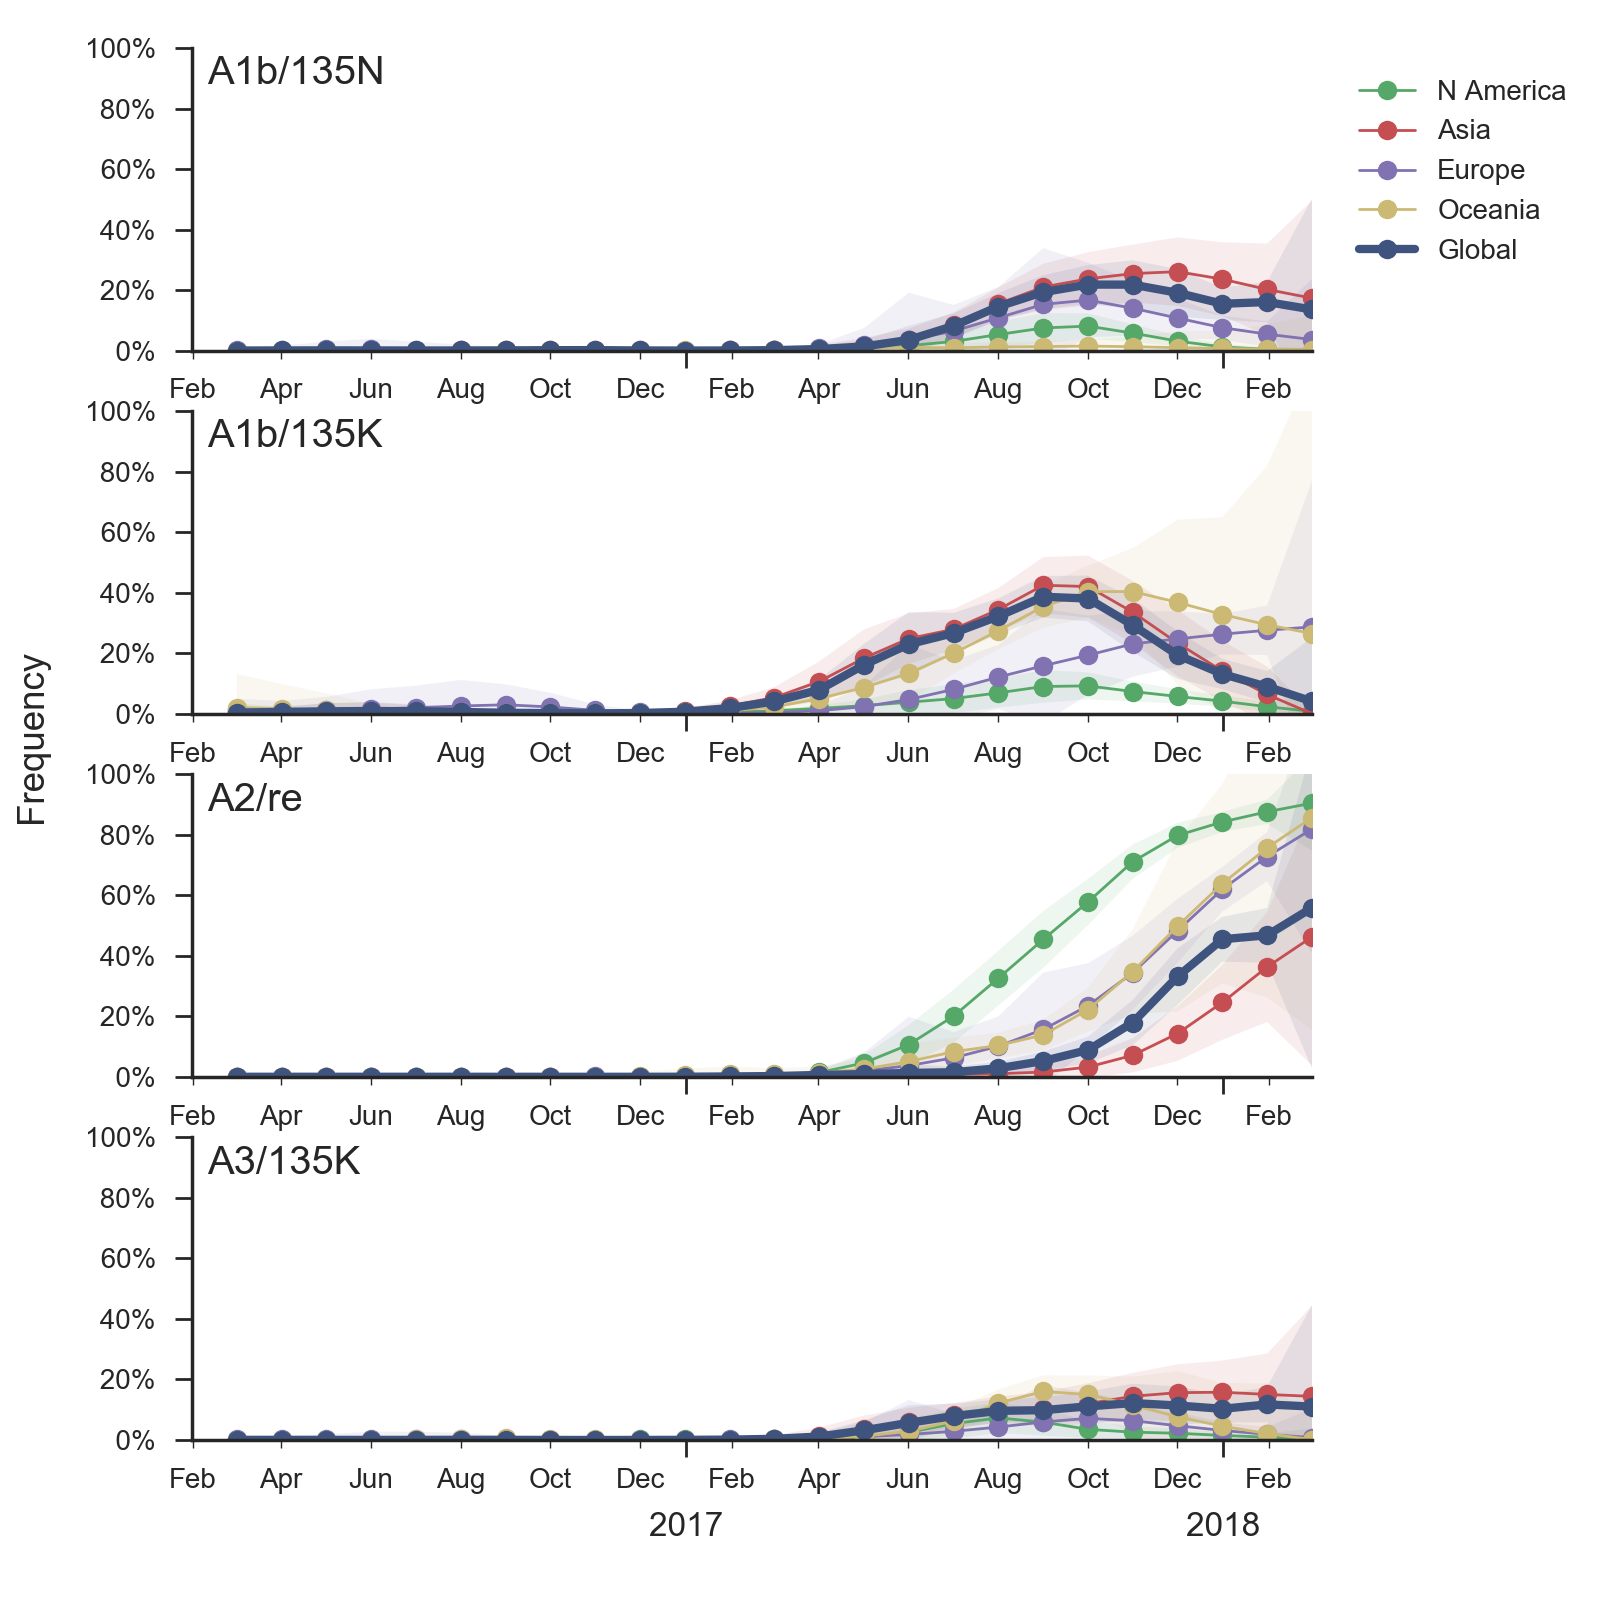 100%
A1b/135N
80%
60%
40%
20%
0%
Feb Apr Jun Aug Oct Dec Feb Apr Jun Aug Oct Dec Feb
N America
Asia
Europe
Oceania
Global
100%
A1b/135K
80%
60%
40%
20%
0%
Feb Apr Jun Aug Oct Dec Feb Apr Jun Aug Oct Dec Feb
Frequency
100%
A2/re
80%
60%
40%
20%
0%
Feb Apr Jun Aug Oct Dec Feb Apr Jun Aug Oct Dec Feb
100%
A3/135K
80%
60%
40%
20%
0%
Feb Apr Jun Aug Oct Dec Feb Apr Jun Aug Oct Dec Feb
2017 2018